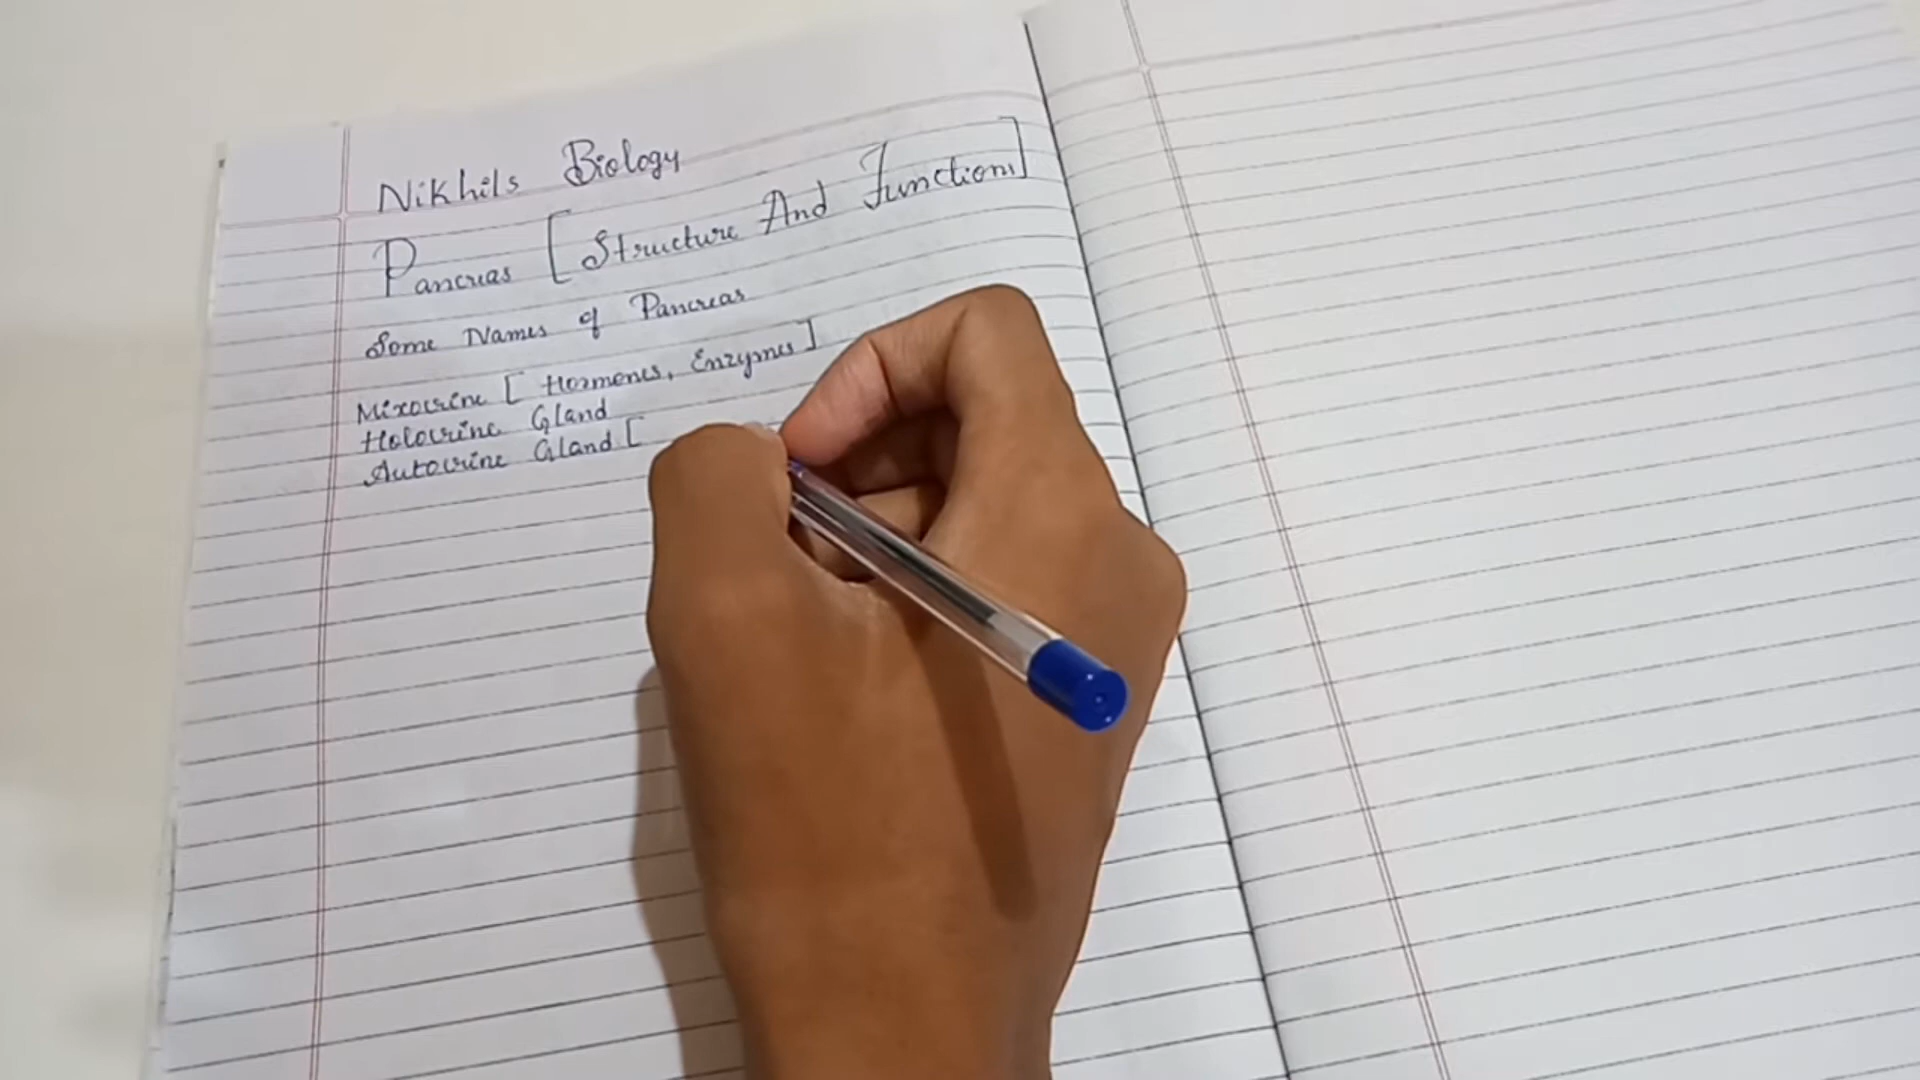 Nikhils Biology
Pancreas [Structure And Functions]
Some Names of Pancreas
Mixocrine [Hormones, Enzymes]
Holocrine Gland
Autocrine Gland [